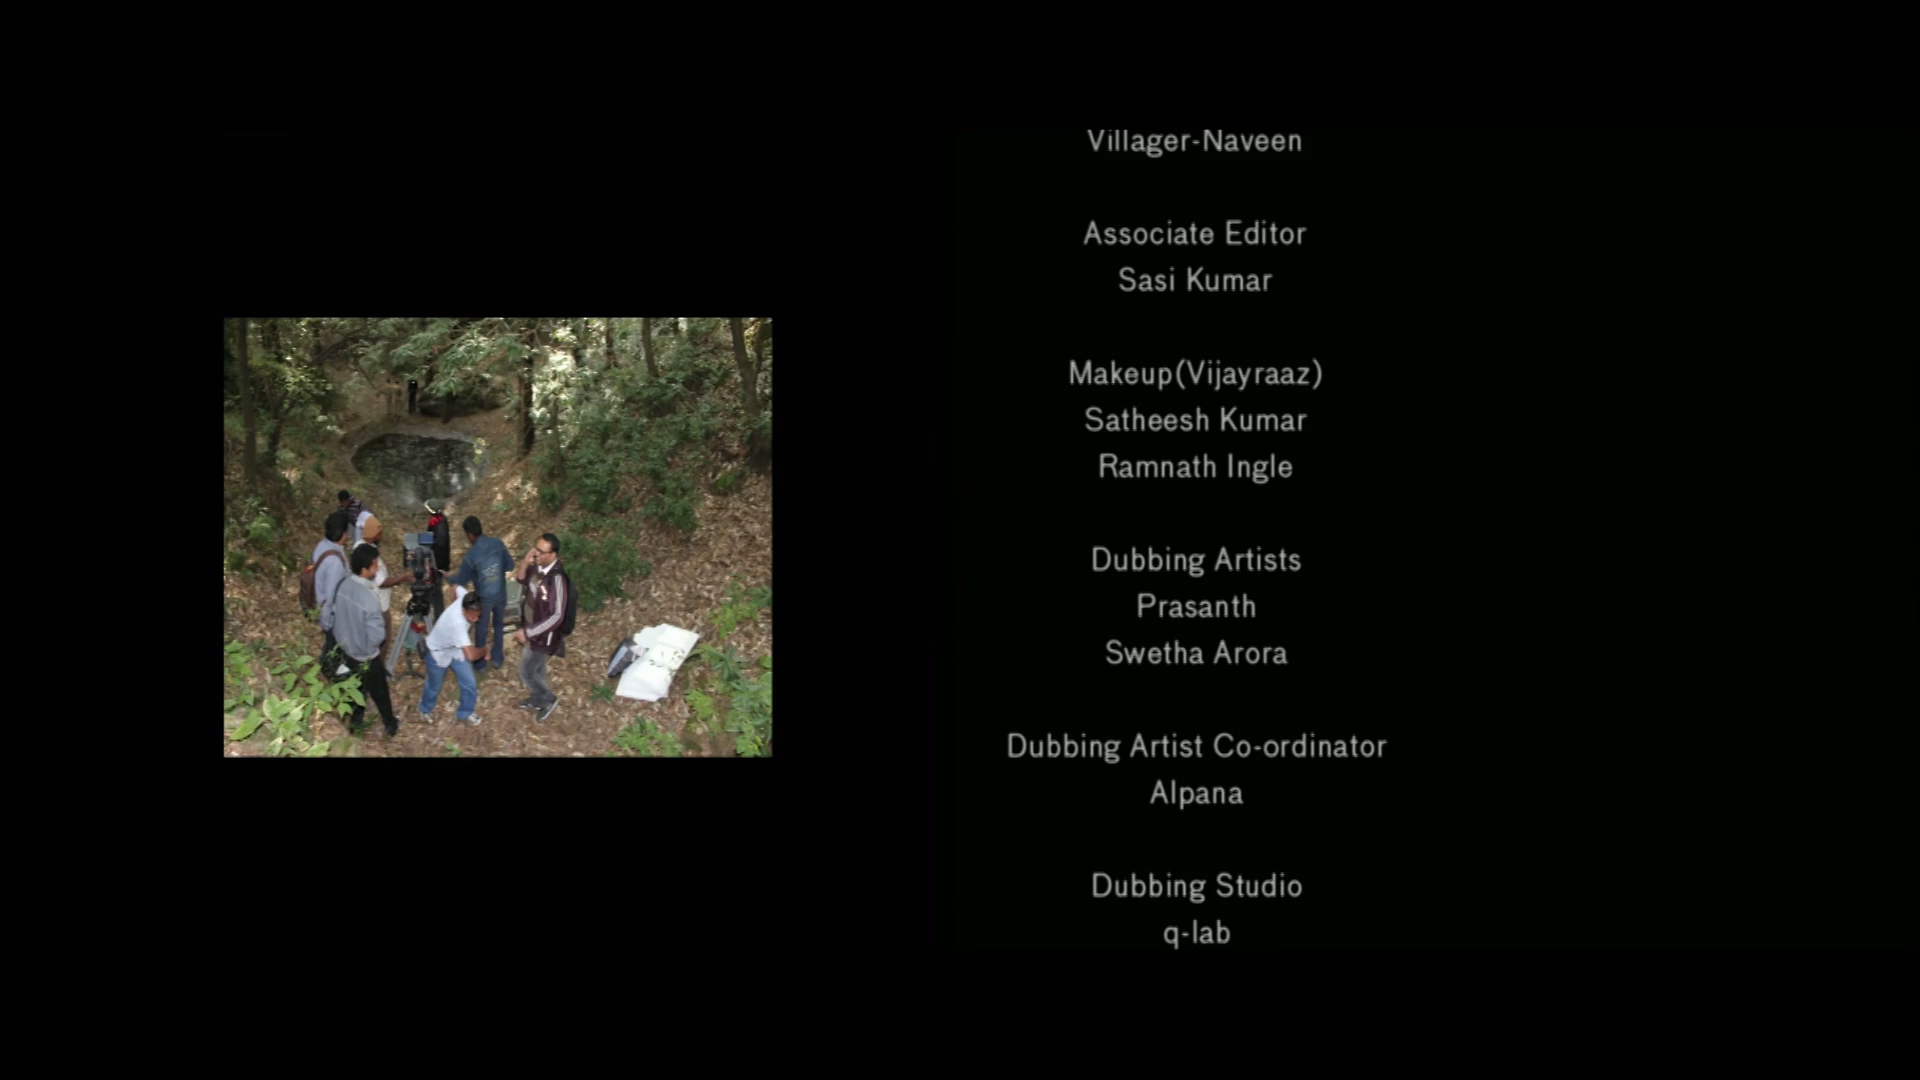 Villager-Naveen
Associate Editor
Sasi Kumar
Makeup(Vijayraaz)
Satheesh Kumar
Ramnath Ingle
Dubbing Artists
Prasanth
Swetha Arora
Dubbing Artist Co-ordinator
Alpana
Dubbing Studio
q-lab